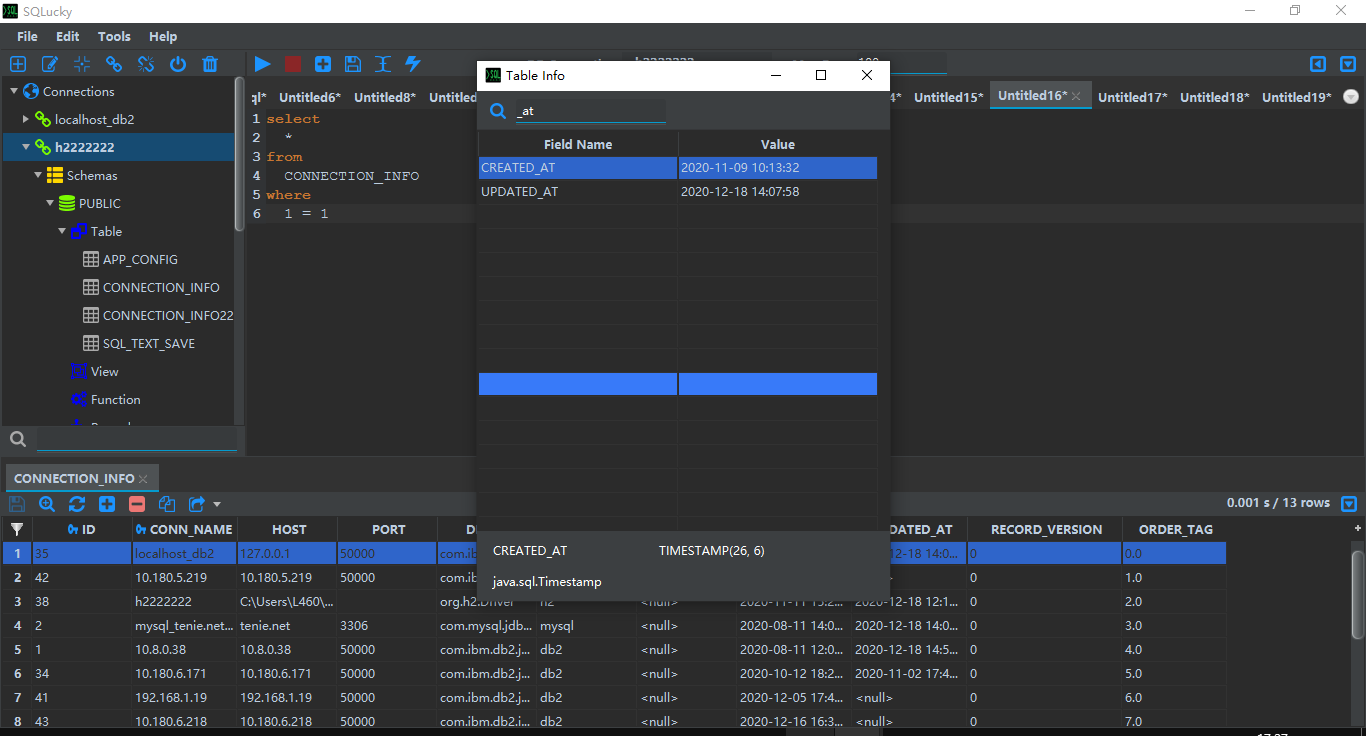 SQLucky
File Edit Tools Help
Connections
localhost_db2
h2222222
Schemas
PUBLIC
Table
APP_CONFIG
CONNECTION_INFO
CONNECTION_INFO22
SQL_TEXT_SAVE
View
Function
ql* Untitled6* Untitled8* Untitled
4* Untitled15* Untitled16* Untitled17* Untitled18* Untitled19*
1 select
2 *
3 from
4 CONNECTION_INFO
5 where
6 1 = 1
Table Info
_at
Field Name Value
CREATED_AT 2020-11-09 10:13:32
UPDATED_AT 2020-12-18 14:07:58
CREATED_AT TIMESTAMP(26, 6)
java.sql.Timestamp
CONNECTION_INFO
0.001 s / 13 rows
ID CONN_NAME HOST PORT D DATED_AT RECORD_VERSION ORDER_TAG
1 35 localhost_db2 127.0.0.1 50000 com.ib 12-18 14:0... 0 0.0
2 42 10.180.5.219 10.180.5.219 50000 com.ib > 0 1.0
3 38 h2222222 C:\Users\L460\... org.h2.Driver h2 <null> 2020-11-11 15:2... 2020-12-18 12:1... 0 2.0
4 2 mysql_tenie.net... tenie.net 3306 com.mysql.jdb... mysql <null> 2020-08-11 14:0... 2020-12-18 14:0... 0 3.0
5 1 10.8.0.38 10.8.0.38 50000 com.ibm.db2.j... db2 <null> 2020-08-11 12:0... 2020-12-18 14:5... 0 4.0
6 34 10.180.6.171 10.180.6.171 50000 com.ibm.db2.j... db2 <null> 2020-10-12 18:2... 2020-11-02 17:4... 0 5.0
7 41 192.168.1.19 192.168.1.19 50000 com.ibm.db2.j... db2 <null> 2020-12-05 17:4... <null> 0 6.0
8 43 10.180.6.218 10.180.6.218 50000 com.ibm.db2.j... db2 <null> 2020-12-16 16:3... <null> 0 7.0